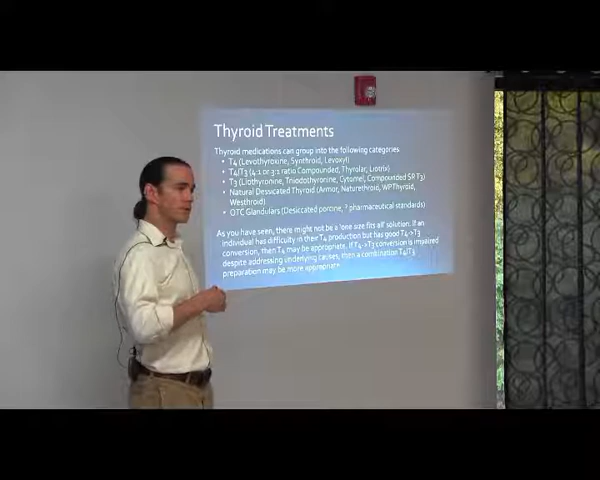 Thyroid Treatments
Thyroid medications can group into the following categories
• T4 (Levothyroxine, Synthroid, Levoxyl)
• T4/T3 (4:1 or 3:1 ratio Compounded, Thyrolar, Liotrix)
• T3 (Liothyronine, Triiodothyronine, Cytomel, Compounded SR T3)
• Natural Dessicated Thyroid (Armor, Naturethroid, WPThyroid,
Westhroid)
• OTC Glandulars (Desiccated porcine, ? pharmaceutical standards)
As you have seen, there might not be a 'one size fits all' solution. If an
individual has difficulty in their T4 production but has good T4->T3
conversion, then T4 may be appropriate. If T4->T3 conversion is impaired
despite addressing underlying causes, then a combination T4/T3
preparation may be more appropriate